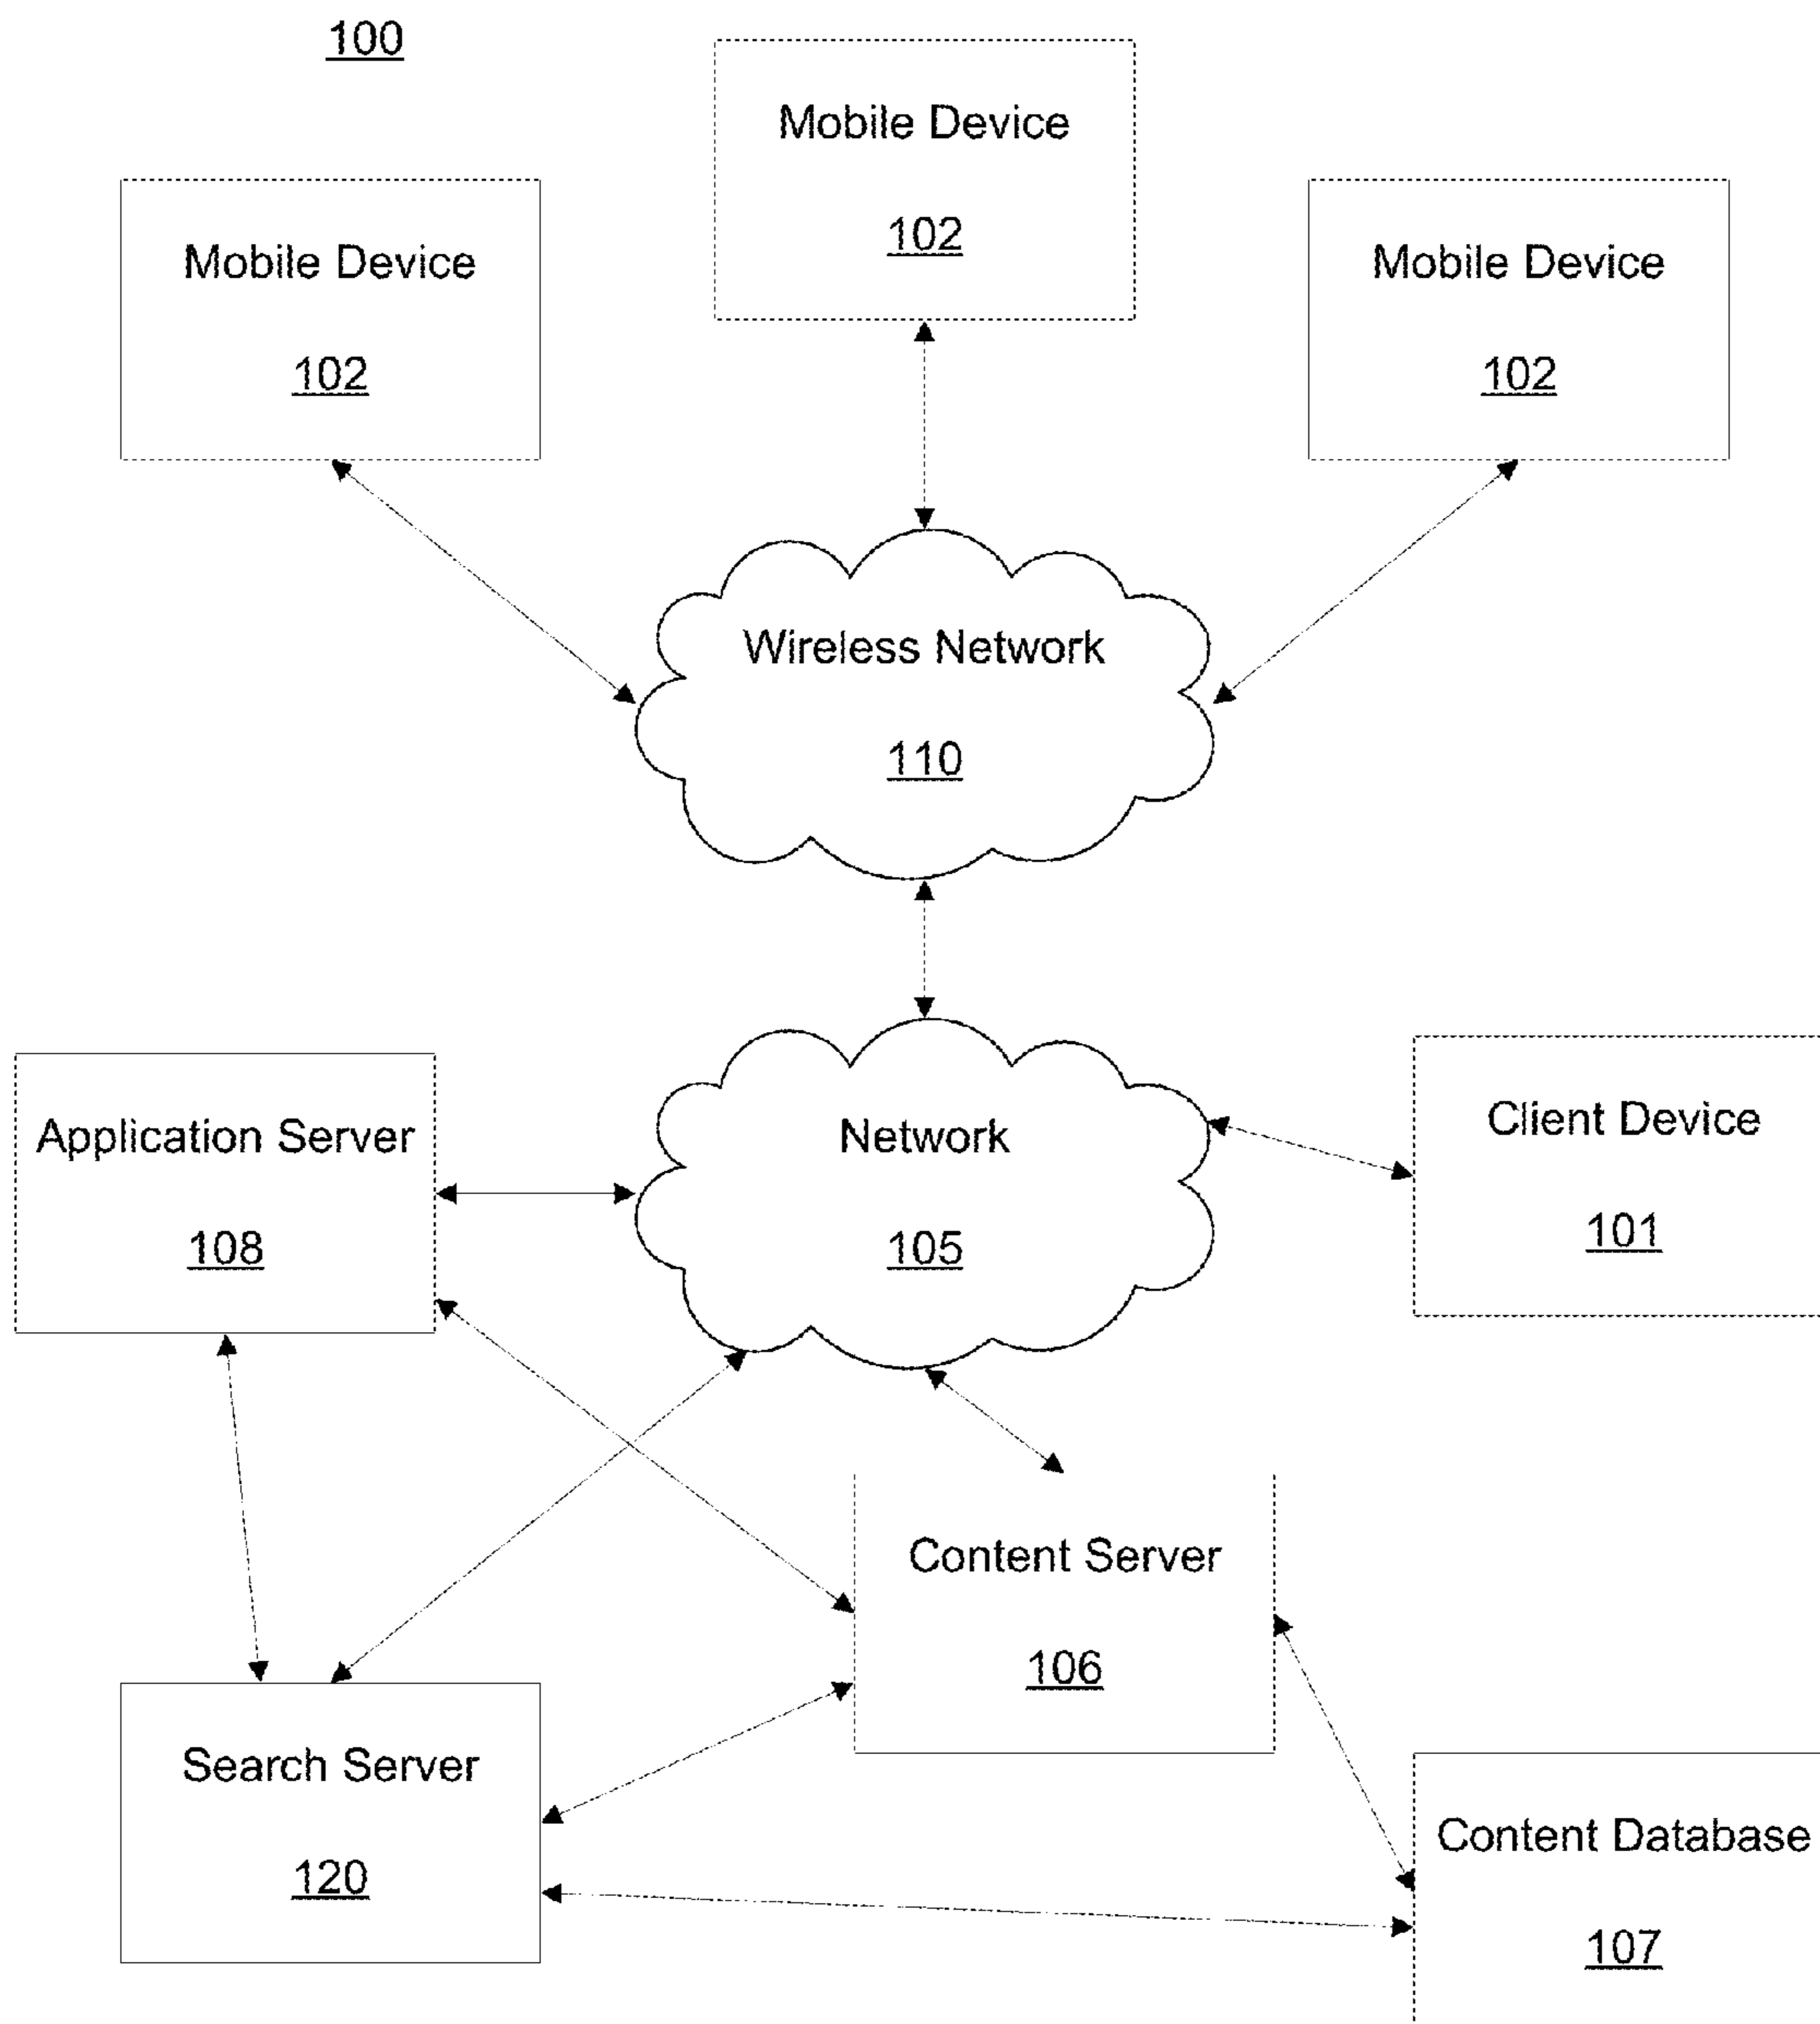 100
Mobile Device
102
Mobile Device
102
Mobile Device
102
Wireless Network
110
Application Server
108
Network
105
Client Device
101
Content Server
106
Search Server
120
Content Database
107